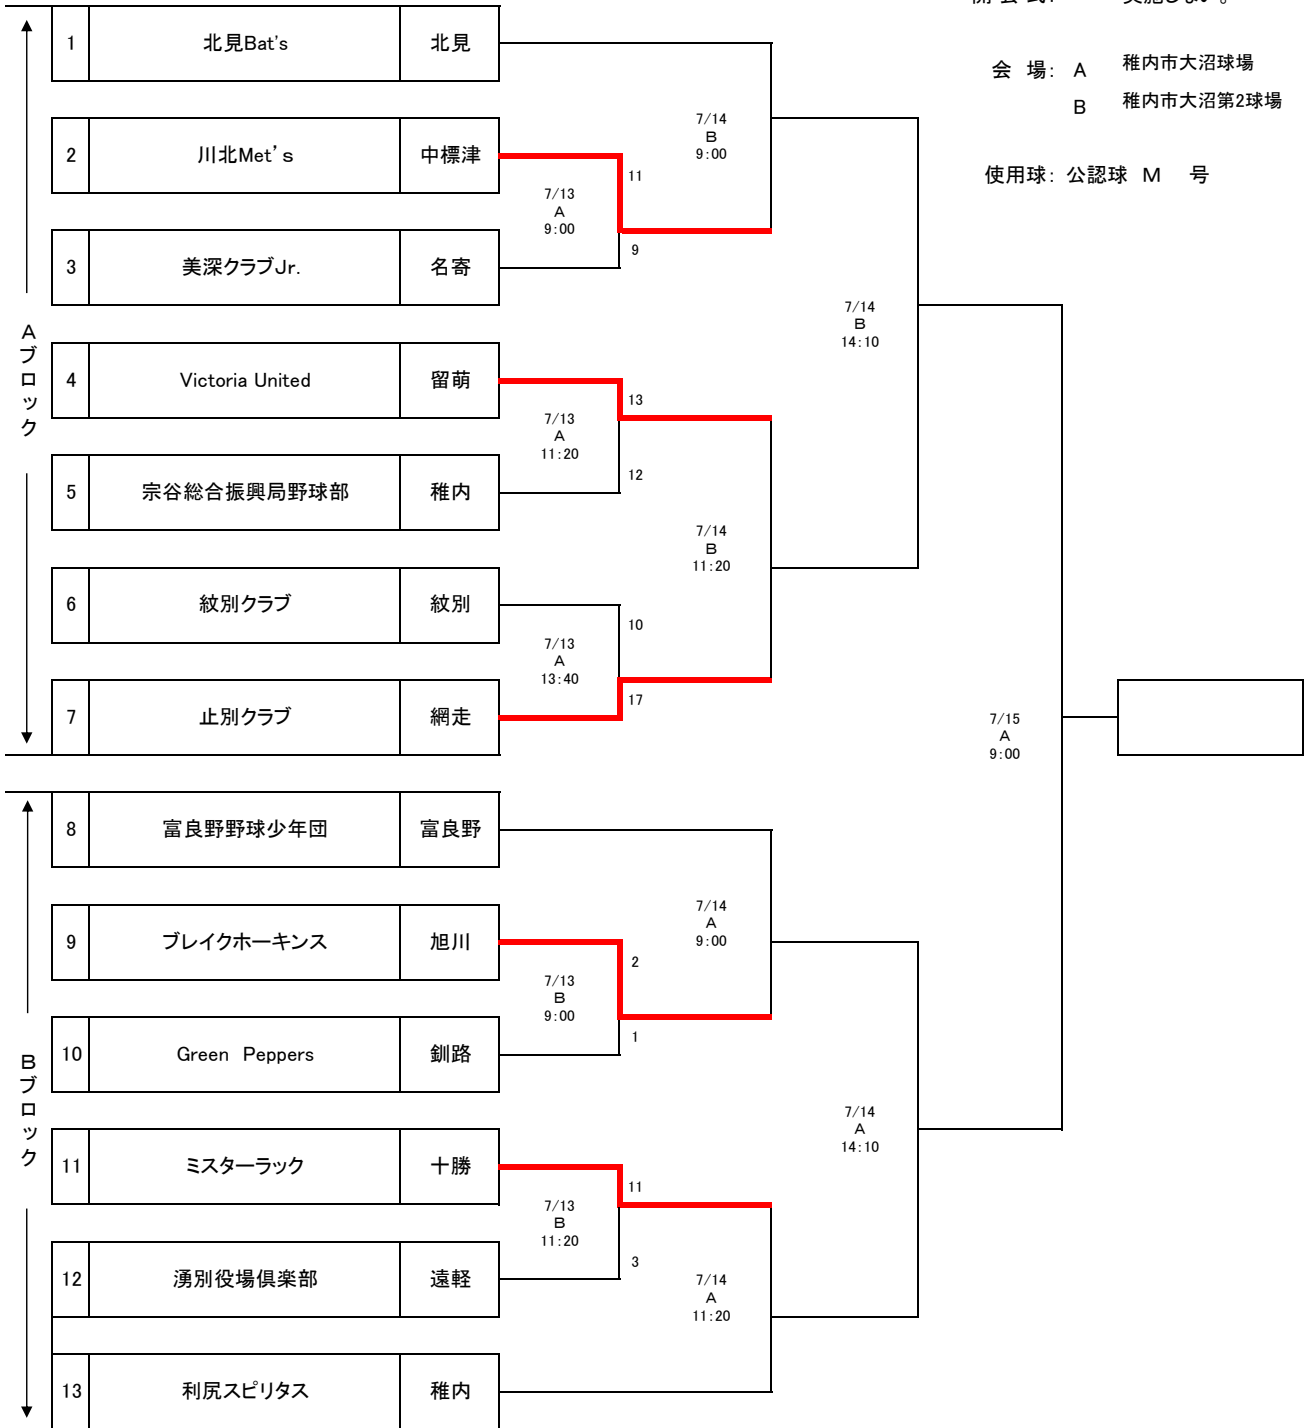 会 場: A 稚内市大沼球場
B 稚内市大沼第2球場
使用球: 公認球 M 号
Aブロック
1 北見Bat's 北見
2 川北Met's 中標津
3 美深クラブJr. 名寄
4 Victoria United 留萌
5 宗谷総合振興局野球部 稚内
6 紋別クラブ 紋別
7 止別クラブ 網走
7/13
A
9:00
11
9
7/13
A
11:20
13
12
7/13
A
13:40
10
17
7/14
B
9:00
7/14
B
11:20
7/14
B
14:10
7/15
A
9:00
Bブロック
8 富良野野球少年団 富良野
9 ブレイクホーキンス 旭川
10 Green Peppers 釧路
11 ミスターラック 十勝
12 湧別役場倶楽部 遠軽
13 利尻スピリタス 稚内
7/13
B
9:00
2
1
7/13
B
11:20
11
3
7/14
A
9:00
7/14
A
11:20
7/14
A
14:10